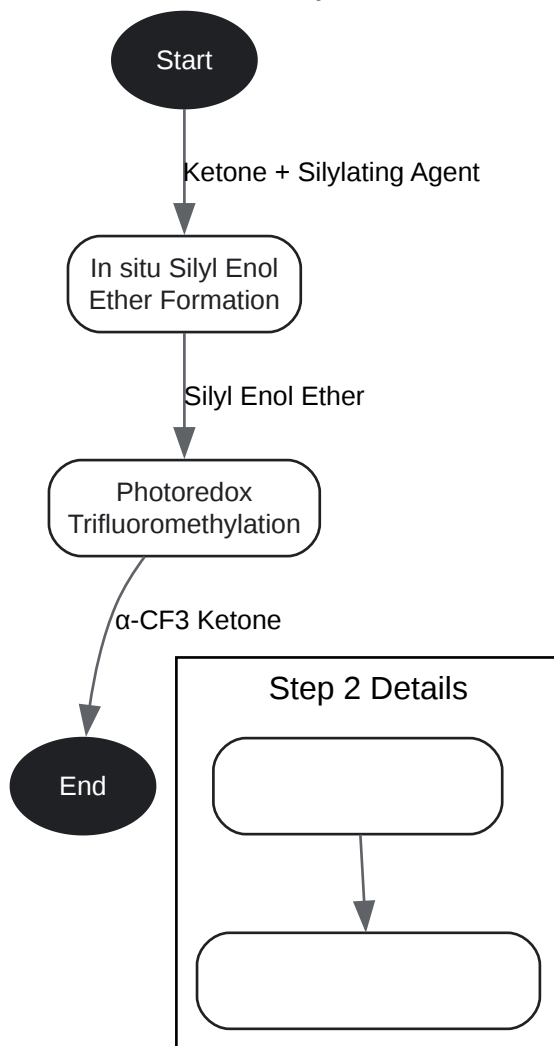 Start
Ketone + Silylating Agent
In situ Silyl Enol
Ether Formation
Silyl Enol Ether
Photoredox
Trifluoromethylation
α-CF3 Ketone
Step 2 Details
End